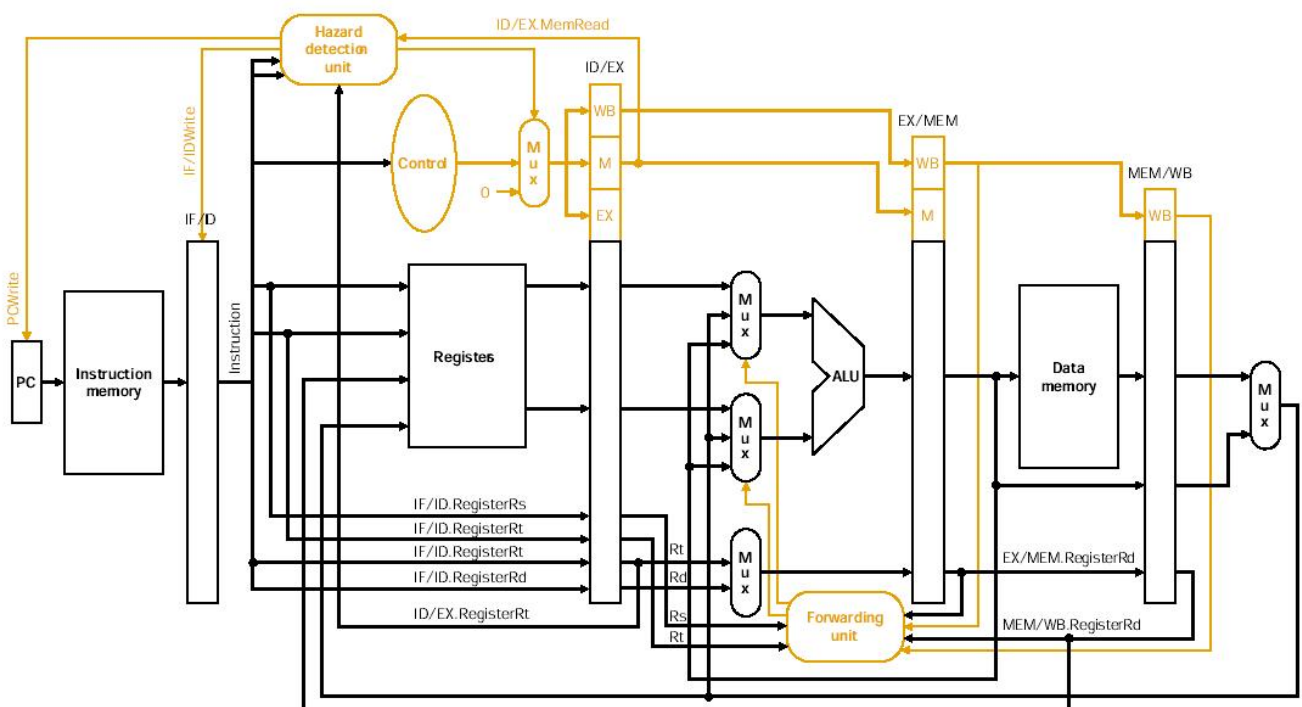 Hazard
detection
unit
ID/EX.MemRead
ID/EX
WB
EX/MEM
IF/IDWrite
Control
M
u
x
M
WB
MEM/WB
0
IF/ID
EX
M
WB
PCWrite
Instruction
PC
Instruction
memory
Registers
M
u
x
M
u
x
ALU
Data
memory
M
u
x
IF/ID.RegisterRs
IF/ID.RegisterRt
IF/ID.RegisterRt
IF/ID.RegisterRd
ID/EX.RegisterRt
Rt
Rd
M
u
x
Rs
Rt
Forwarding
unit
EX/MEM.RegisterRd
MEM/WB.RegisterRd